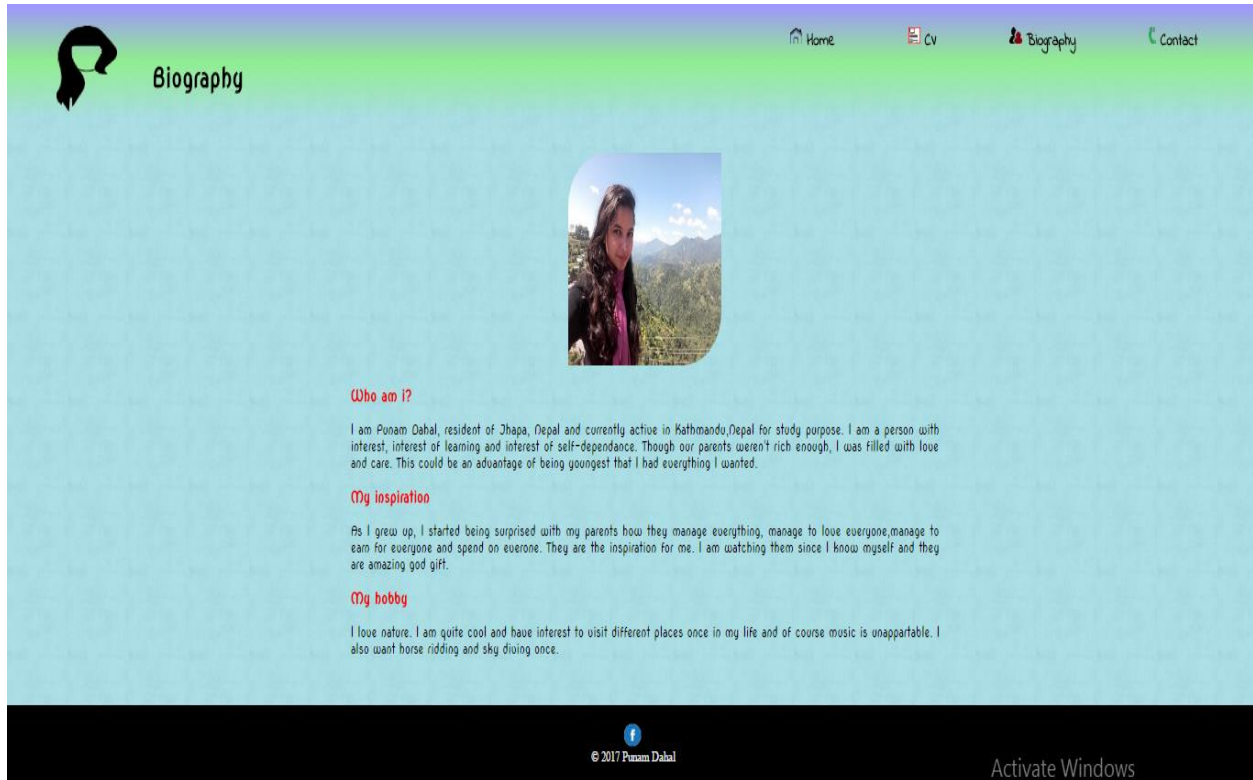 Home
Cv
Biography
Contact
Biography
Who am i?
I am Punam Dahal, resident of Jhapa, Nepal and currently active in Kathmandu,Nepal for study purpose. I am a person with
interest, interest of learning and interest of self-dependance. Though our parents weren't rich enough, I was filled with love
and care. This could be an advantage of being youngest that I had everything I wanted.
My inspiration
As I grew up, I started being surprised with my parents how they manage everything, manage to love everyone,manage to
earn for everyone and spend on everone. They are the inspiration for me. I am watching them since I know myself and they
are amazing god gift.
My hobby
I love nature. I am quite cool and have interest to visit different places once in my life and of course music is unappartable. I
also want horse ridding and sky diving once.
f
© 2017 Punam Dahal
Activate Windows